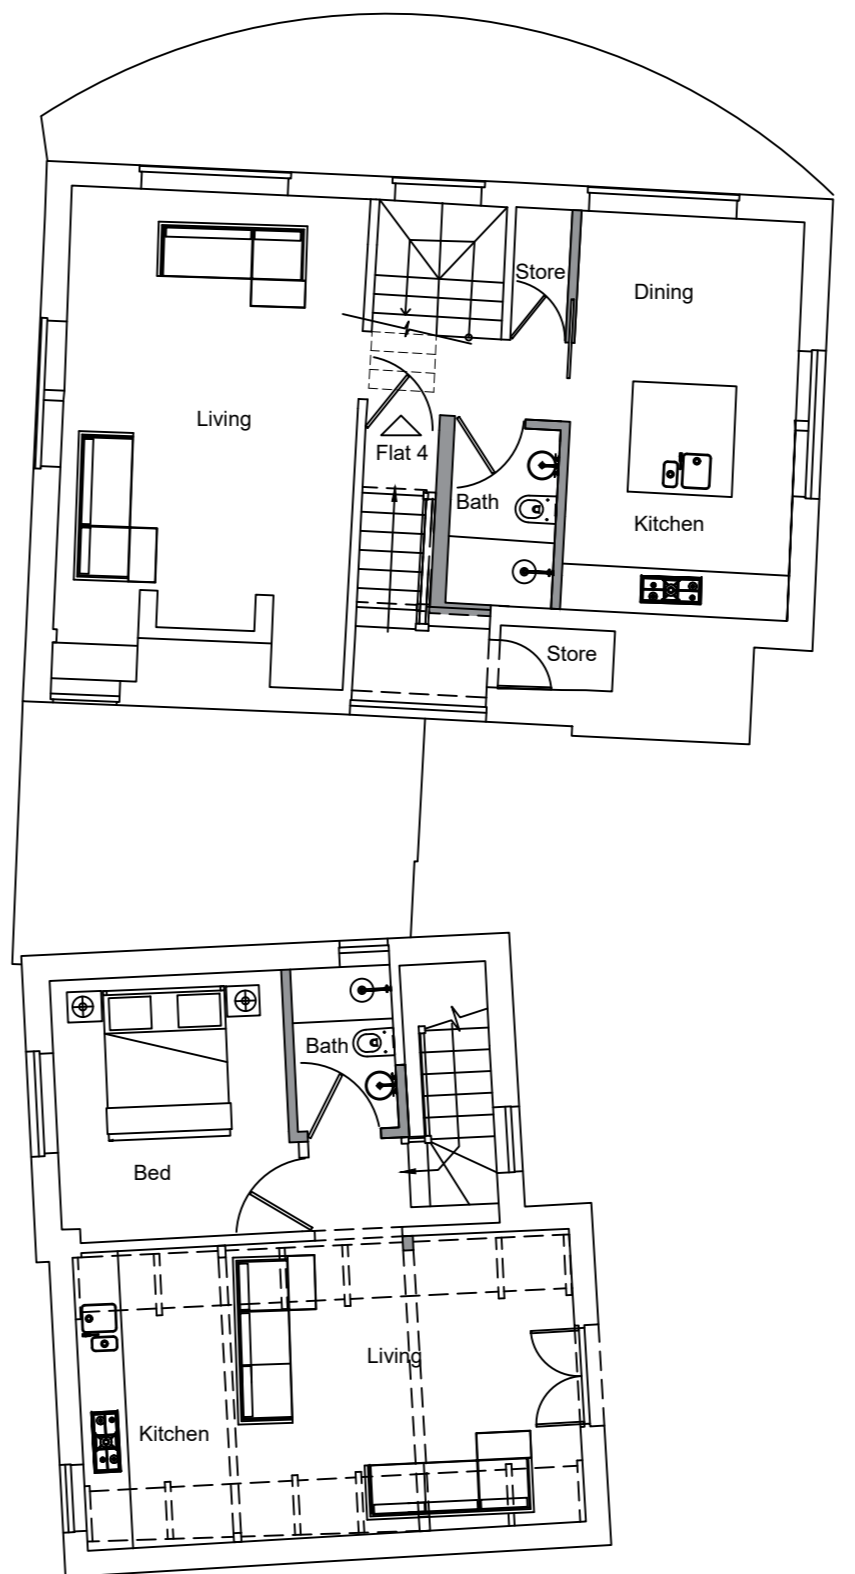 Store
Dining
Living
Flat 4
Bath
Kitchen
Store
Bath
Bed
Living
Kitchen